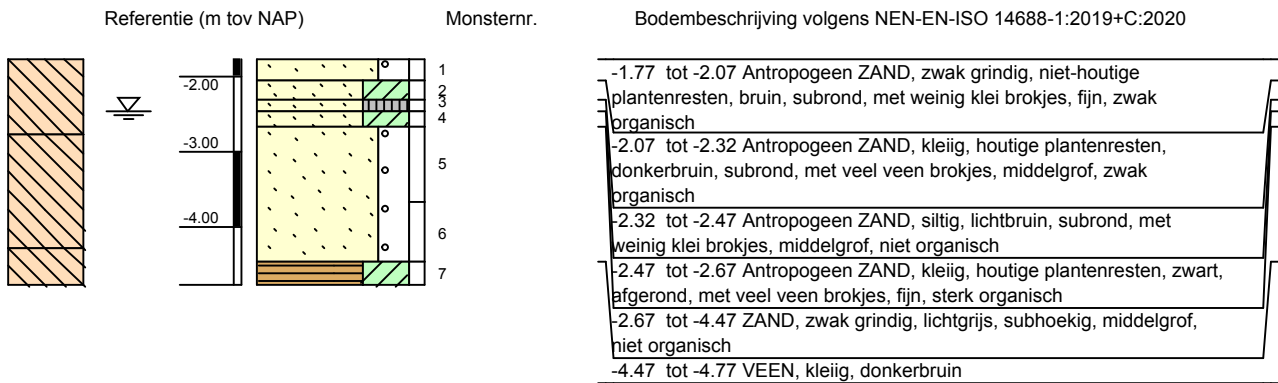 Referentie (m tov NAP) Monsternr. Bodembeschrijving volgens NEN-EN-ISO 14688-1:2019+C:2020
-2.00
-3.00
-4.00
1
2
3
4
5
6
7
-1.77 tot -2.07 Antropogeen ZAND, zwak grindig, niet-houtige
plantenresten, bruin, subrond, met weinig klei brokjes, fijn, zwak
organisch
-2.07 tot -2.32 Antropogeen ZAND, kleiig, houtige plantenresten,
donkerbruin, subrond, met veel veen brokjes, middelgrof, zwak
organisch
-2.32 tot -2.47 Antropogeen ZAND, siltig, lichtbruin, subrond, met
weinig klei brokjes, middelgrof, niet organisch
-2.47 tot -2.67 Antropogeen ZAND, kleiig, houtige plantenresten, zwart,
afgerond, met veel veen brokjes, fijn, sterk organisch
-2.67 tot -4.47 ZAND, zwak grindig, lichtgrijs, subhoekig, middelgrof,
niet organisch
-4.47 tot -4.77 VEEN, kleiig, donkerbruin